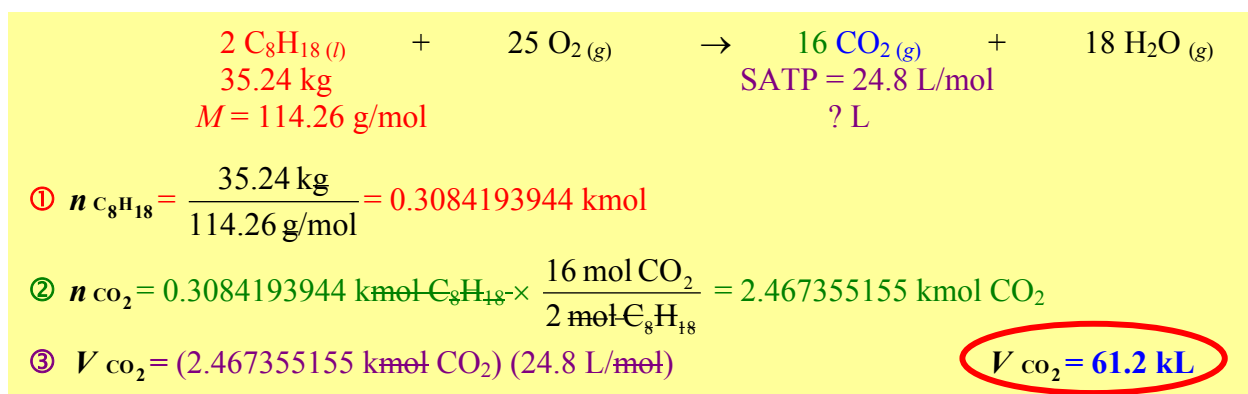 2 C₈H₁₈ (l) + 25 O₂ (g) → 16 CO₂ (g) + 18 H₂O (g)
35.24 kg SATP = 24.8 L/mol
M = 114.26 g/mol ? L
① n C₈H₁₈ = 35.24 kg / 114.26 g/mol = 0.3084193944 kmol
② n CO₂ = 0.3084193944 kmol C₈H₁₈ × 16 mol CO₂ / 2 mol C₈H₁₈ = 2.467355155 kmol CO₂
③ V CO₂ = (2.467355155 kmol CO₂) (24.8 L/mol) V CO₂ = 61.2 kL